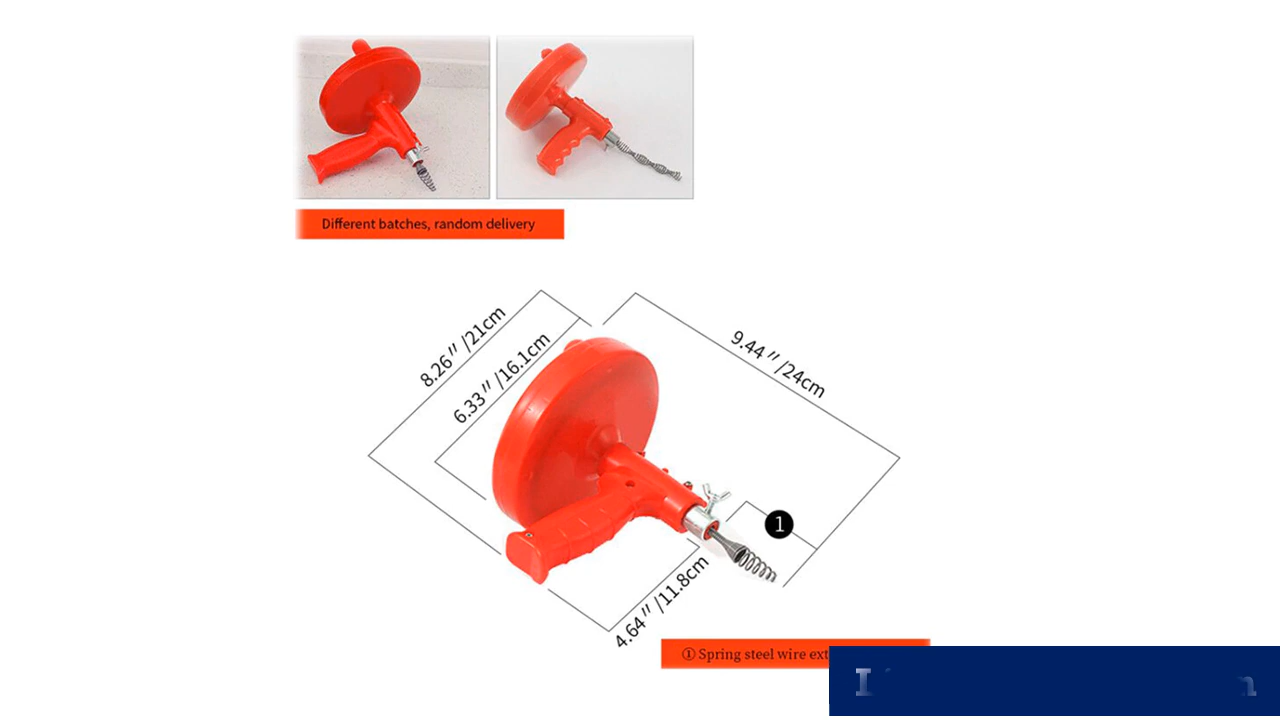 Different batches, random delivery
8.26″/21cm
6.33″/16.1cm
9.44″/24cm
1
4.64″/11.8cm
① Spring steel wire